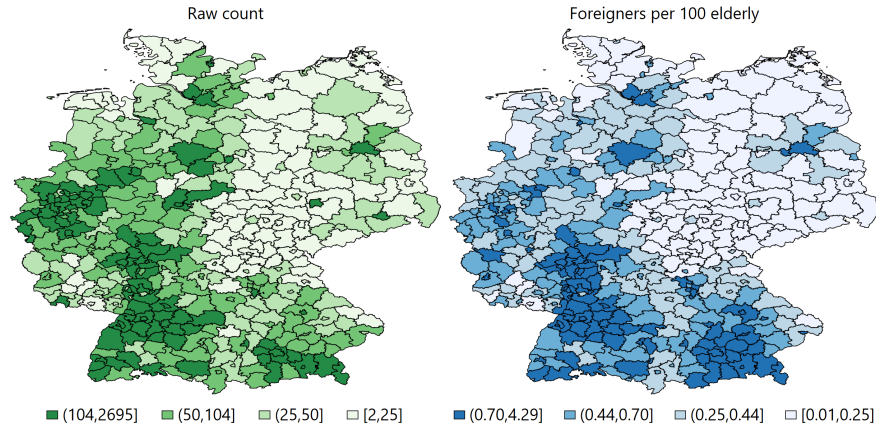 Raw count
Foreigners per 100 elderly
(104,2695] (50,104] (25,50] [2,25]
(0.70,4.29] (0.44,0.70] (0.25,0.44] [0.01,0.25]